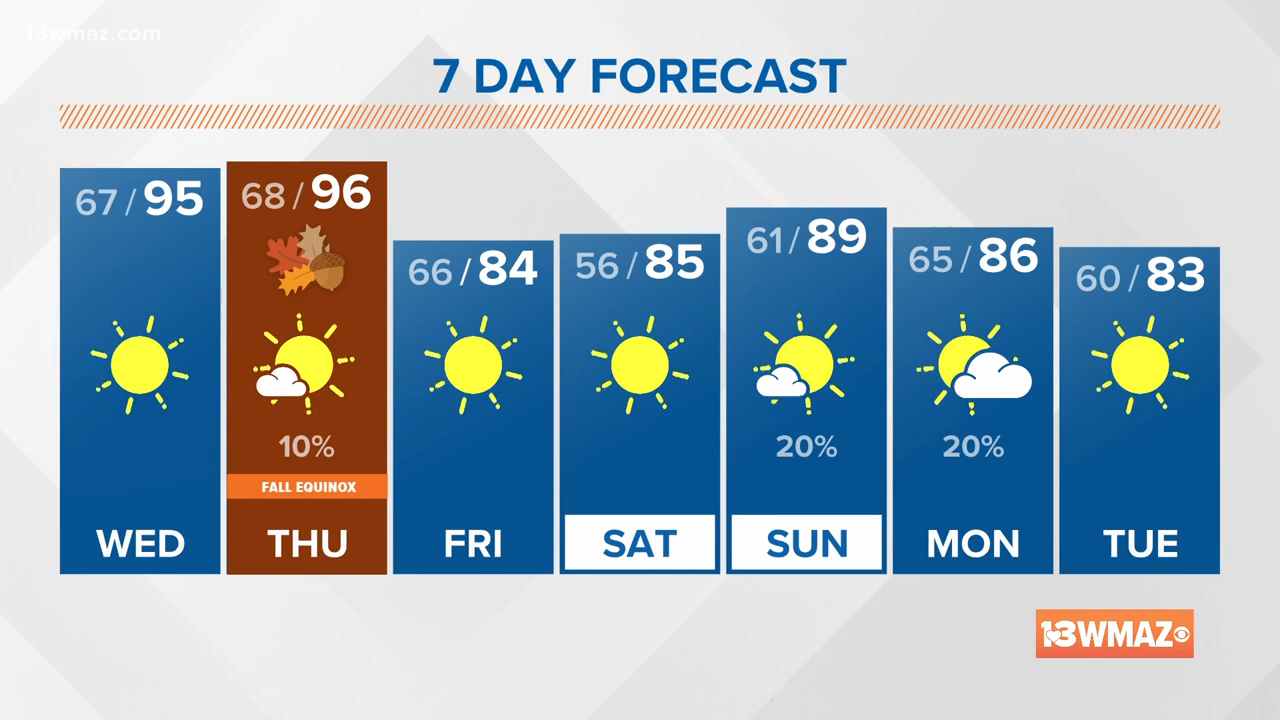 13wmaz.com
7 DAY FORECAST
67/95
68/96
66/84
56/85
61/89
65/86
60/83
10%
20%
20%
FALL EQUINOX
WED
THU
FRI
SAT
SUN
MON
TUE
13WMAZ